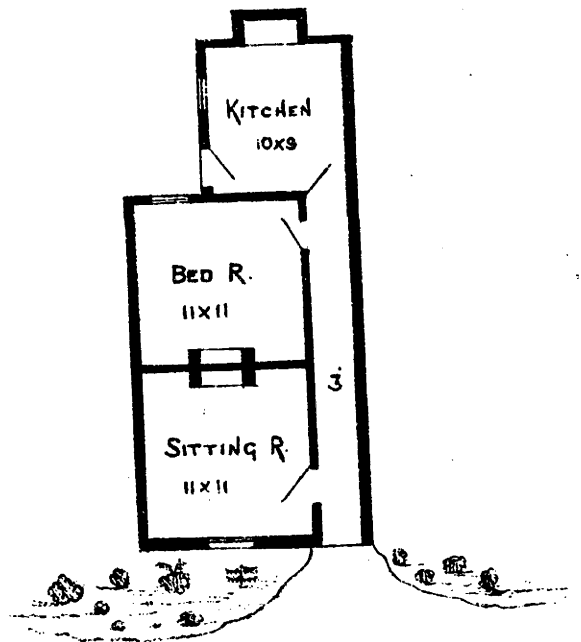 KITCHEN
10x9
BED R.
11x11
SITTING R.
11x11
3